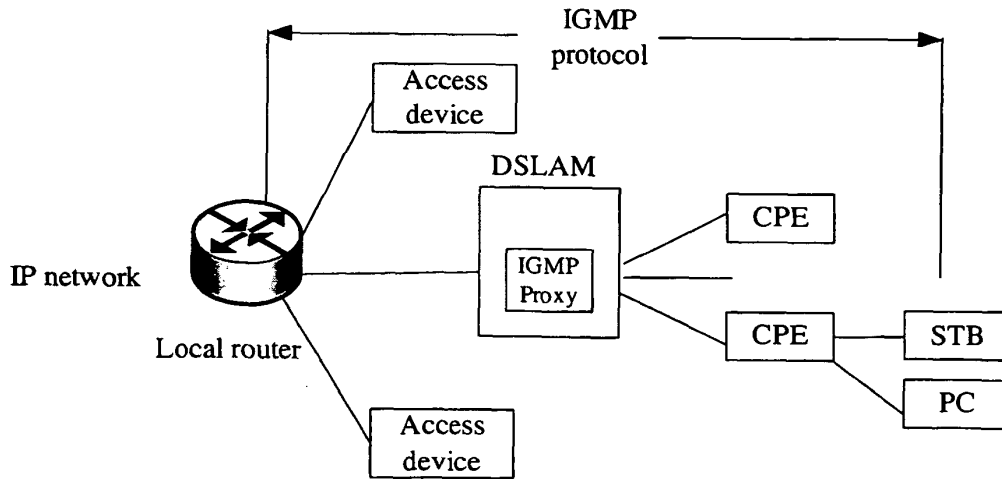 IGMP
protocol
Access
device
DSLAM
CPE
IGMP
Proxy
IP network
CPE
STB
Local router
PC
Access
device